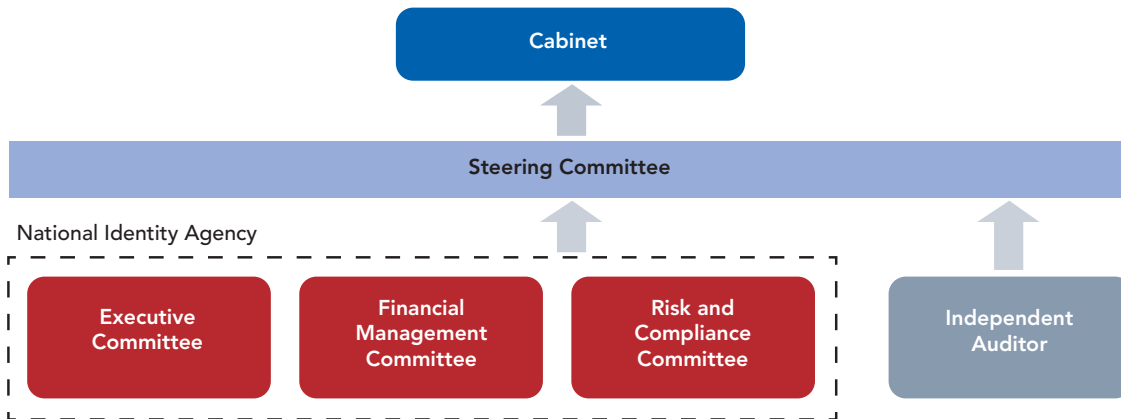 Cabinet
Steering Committee
National Identity Agency
Executive
Committee
Financial
Management
Committee
Risk and
Compliance
Committee
Independent
Auditor